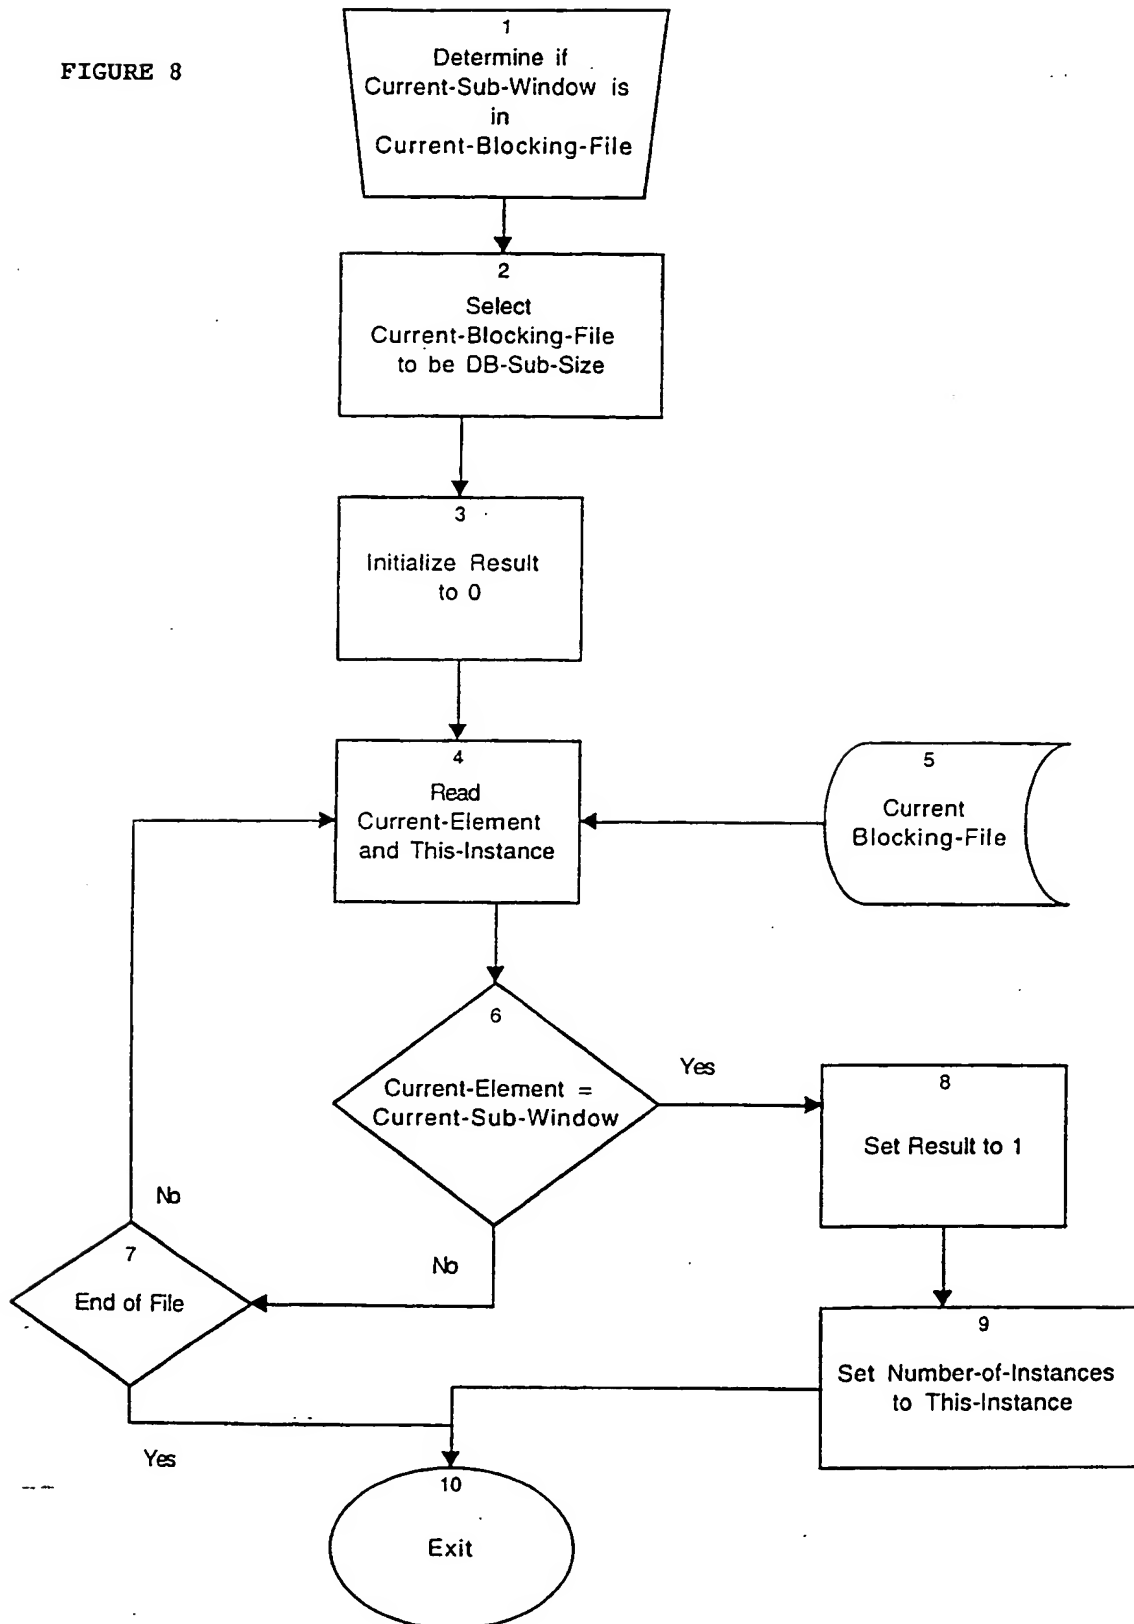 FIGURE 8
1
Determine if
Current-Sub-Window is
in
Current-Blocking-File
2
Select
Current-Blocking-File
to be DB-Sub-Size
3
Initialize Result
to 0
4
Read
Current-Element
and This-Instance
5
Current
Blocking-File
6
Current-Element =
Current-Sub-Window
Yes
No
7
End of File
No
Yes
8
Set Result to 1
9
Set Number-of-Instances
to This-Instance
10
Exit